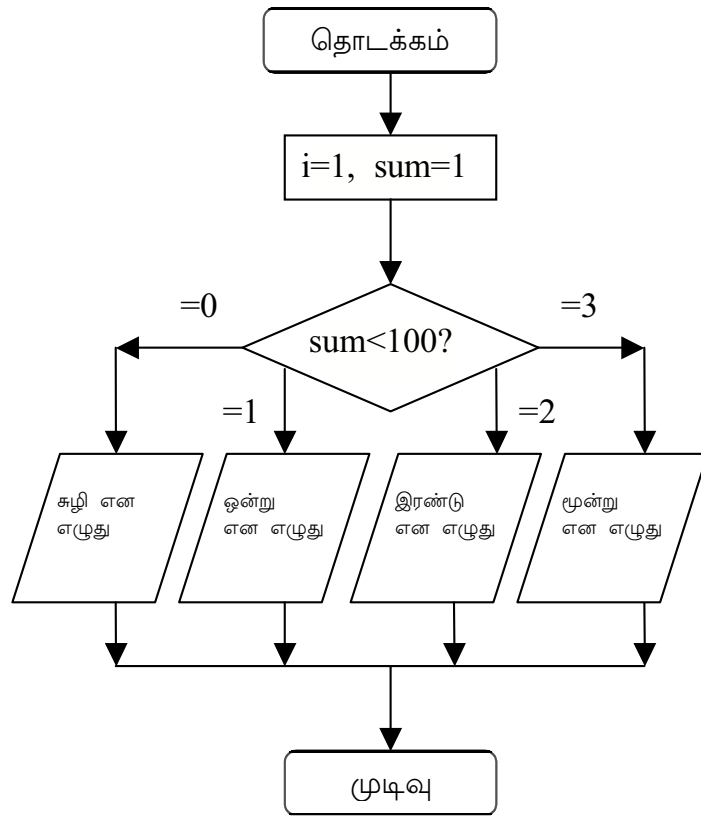 தொடக்கம்
i=1, sum=1
=0
=3
sum<100?
=1
=2
சுழி என
எழுது
ஒன்று
என எழுது
இரண்டு
என எழுது
மூன்று
என எழுது
முடிவு